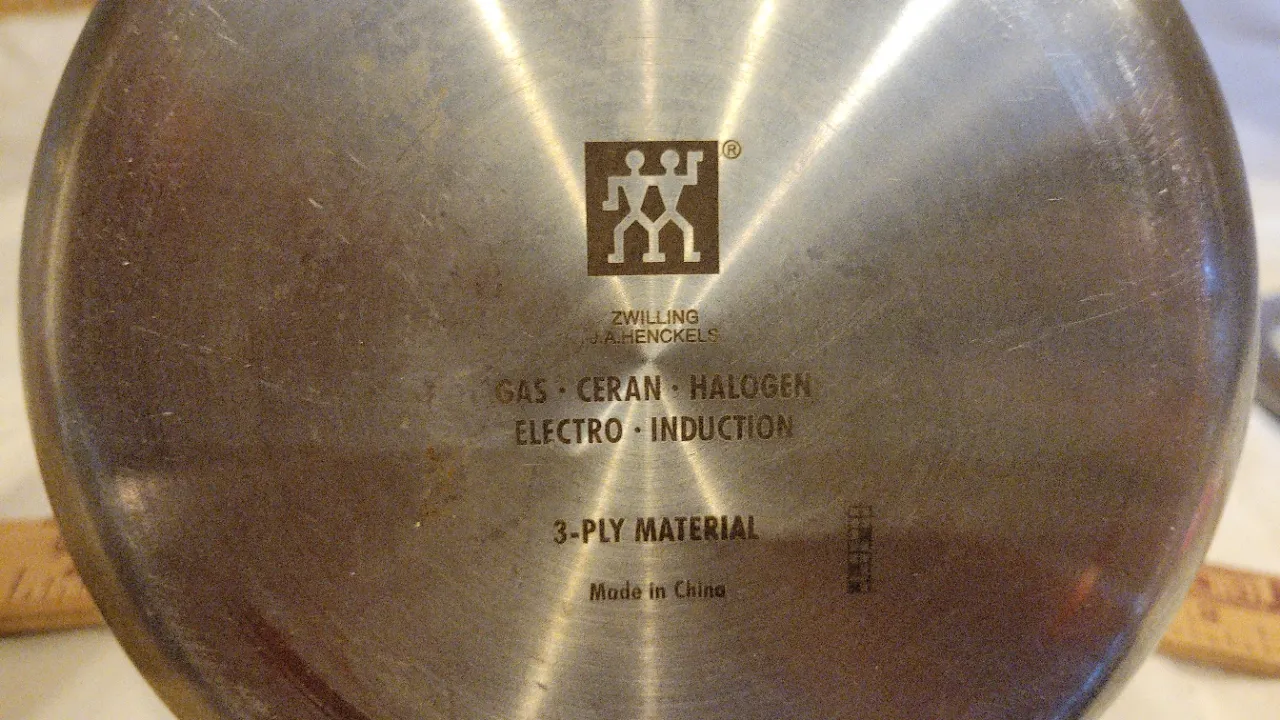 ®
ZWILLING
J.A.HENCKELS
GAS · CERAN · HALOGEN
ELECTRO · INDUCTION
3-PLY MATERIAL
Made in China